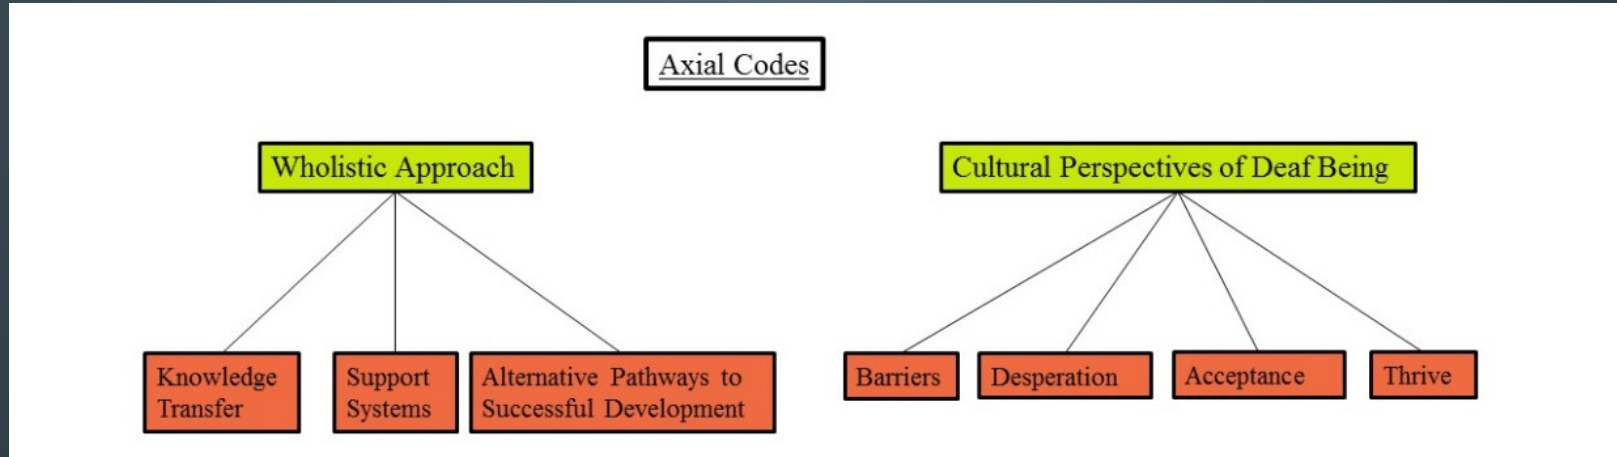 Axial Codes
Wholistic Approach
Cultural Perspectives of Deaf Being
Knowledge
Transfer
Support
Systems
Alternative Pathways to
Successful Development
Barriers
Desperation
Acceptance
Thrive